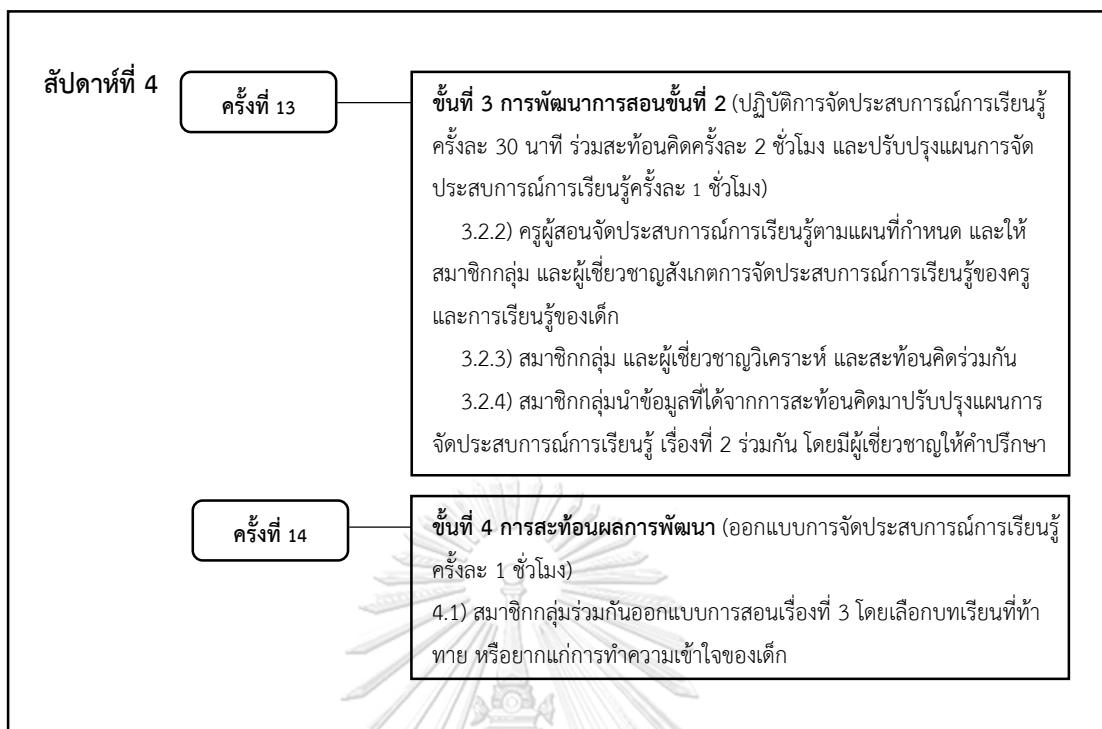 สัปดาห์ที่ 4
ครั้งที่ 13
ขั้นที่ 3 การพัฒนาการสอนขั้นที่ 2 (ปฏิบัติการจัดประสบการณ์การเรียนรู้
ครั้งละ 30 นาที ร่วมสะท้อนคิดครั้งละ 2 ชั่วโมง และปรับปรุงแผนการจัด
ประสบการณ์การเรียนรู้ครั้งละ 1 ชั่วโมง)
3.2.2) ครูผู้สอนจัดประสบการณ์การเรียนรู้ตามแผนที่กำหนด และให้
สมาชิกกลุ่ม และผู้เชี่ยวชาญสังเกตการจัดประสบการณ์การเรียนรู้ของครู
และการเรียนรู้ของเด็ก
3.2.3) สมาชิกกลุ่ม และผู้เชี่ยวชาญวิเคราะห์ และสะท้อนคิดร่วมกัน
3.2.4) สมาชิกกลุ่มนำข้อมูลที่ได้จากการสะท้อนคิดมาปรับปรุงแผนการ
จัดประสบการณ์การเรียนรู้ เรื่องที่ 2 ร่วมกัน โดยมีผู้เชี่ยวชาญให้คำปรึกษา
ครั้งที่ 14
ขั้นที่ 4 การสะท้อนผลการพัฒนา (ออกแบบการจัดประสบการณ์การเรียนรู้
ครั้งละ 1 ชั่วโมง)
4.1) สมาชิกกลุ่มร่วมกันออกแบบการสอนเรื่องที่ 3 โดยเลือกบทเรียนที่ท้า
ทาย หรือยากแก่การทำความเข้าใจของเด็ก